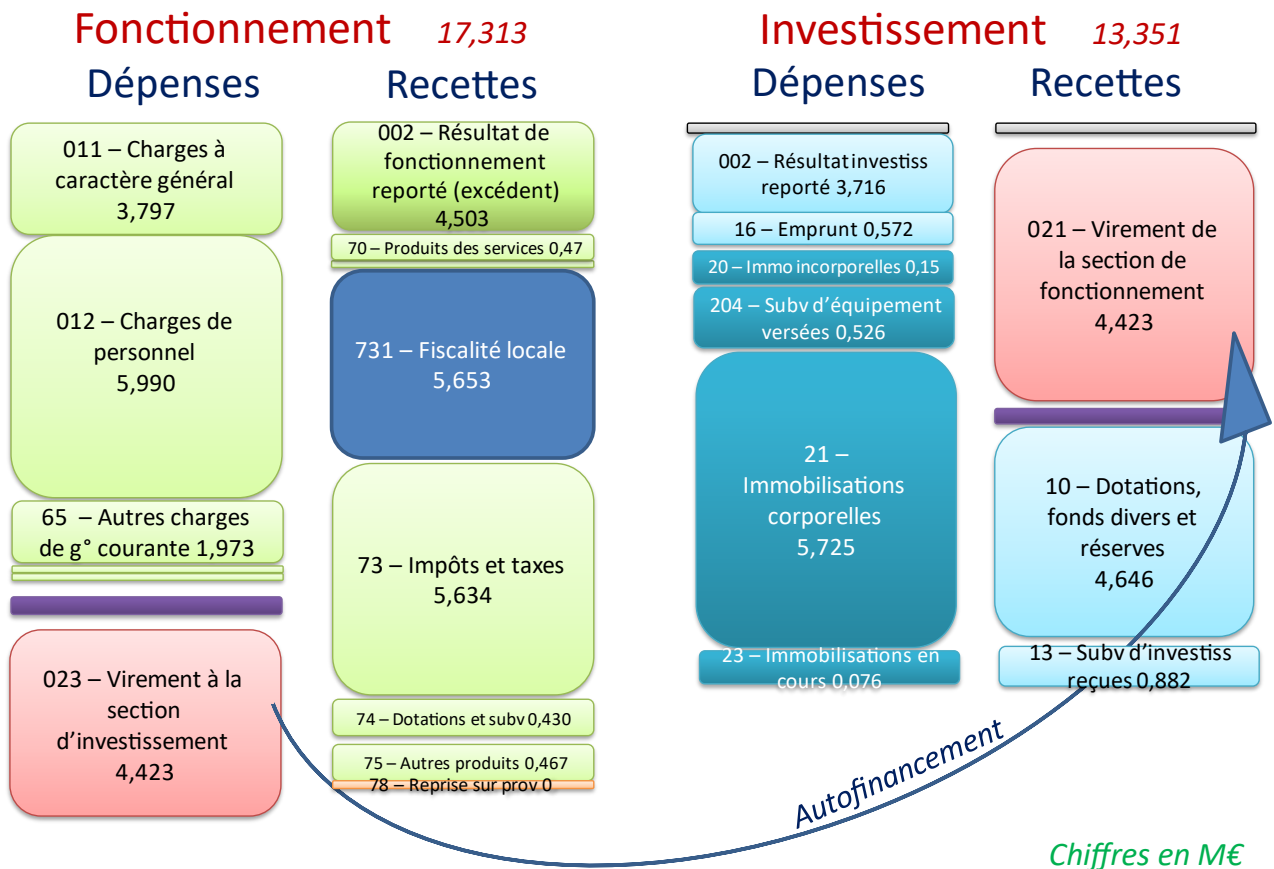 Fonctionnement 17,313
Dépenses
Recettes
011 – Charges à
caractère général
3,797
012 – Charges de
personnel
5,990
65 – Autres charges
de g° courante 1,973
023 – Virement à la
section
d’investissement
4,423
002 – Résultat de
fonctionnement
reporté (excédent)
4,503
70 – Produits des services 0,47
731 – Fiscalité locale
5,653
73 – Impôts et taxes
5,634
74 – Dotations et subv 0,430
75 – Autres produits 0,467
78 – Reprise sur prov 0
Investissement 13,351
Dépenses
Recettes
002 – Résultat investiss
reporté 3,716
16 – Emprunt 0,572
20 – Immo incorporelles 0,15
204 – Subv d’équipement
versées 0,526
21 –
Immobilisations
corporelles
5,725
23 – Immobilisations en
cours 0,076
021 – Virement de
la section de
fonctionnement
4,423
10 – Dotations,
fonds divers et
réserves
4,646
13 – Subv d’investiss
reçues 0,882
Autofinancement
Chiffres en M€